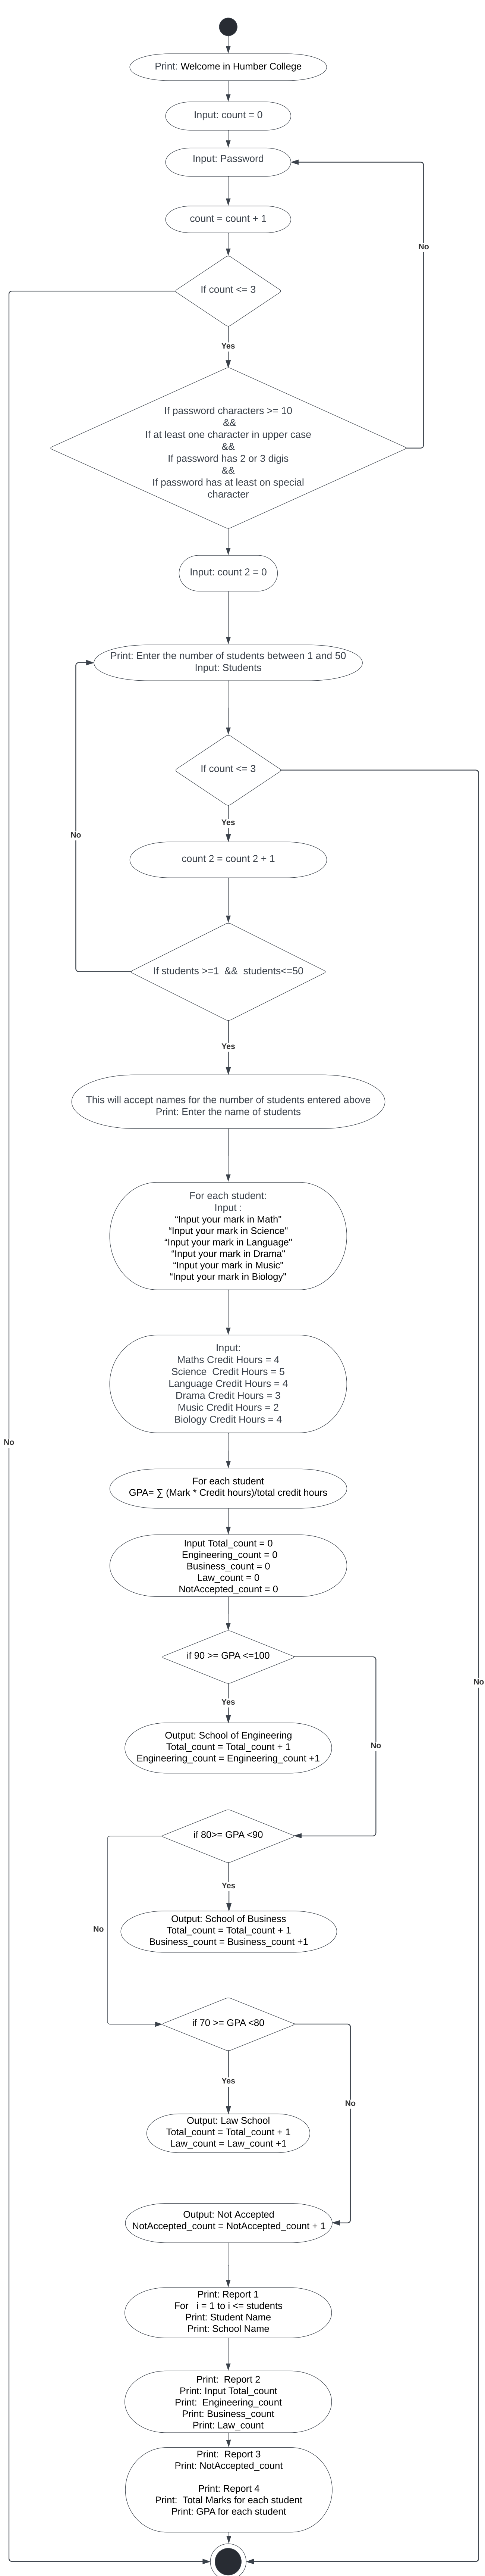 Print: Welcome in Humber College
Input: count = 0
Input: Password
count = count + 1
No
If count <= 3
Yes
If password characters >= 10
&&
If at least one character in upper case
&&
If password has 2 or 3 digis
&&
If password has at least on special
character
Input: count 2 = 0
Print: Enter the number of students between 1 and 50
Input: Students
If count <= 3
Yes
No
count 2 = count 2 + 1
If students >=1 && students<=50
Yes
This will accept names for the number of students entered above
Print: Enter the name of students
For each student:
Input :
“Input your mark in Math"
“Input your mark in Science"
“Input your mark in Language"
“Input your mark in Drama"
“Input your mark in Music"
“Input your mark in Biology"
Input:
Maths Credit Hours = 4
Science Credit Hours = 5
Language Credit Hours = 4
Drama Credit Hours = 3
Music Credit Hours = 2
Biology Credit Hours = 4
No
For each student
GPA= ∑ (Mark * Credit hours)/total credit hours
Input Total_count = 0
Engineering_count = 0
Business_count = 0
Law_count = 0
NotAccepted_count = 0
if 90 >= GPA <=100
No
Yes
Output: School of Engineering
Total_count = Total_count + 1
Engineering_count = Engineering_count +1
No
if 80>= GPA <90
Yes
Output: School of Business
Total_count = Total_count + 1
Business_count = Business_count +1
No
if 70 >= GPA <80
Yes
No
Output: Law School
Total_count = Total_count + 1
Law_count = Law_count +1
Output: Not Accepted
NotAccepted_count = NotAccepted_count + 1
Print: Report 1
For i = 1 to i <= students
Print: Student Name
Print: School Name
Print: Report 2
Print: Input Total_count
Print: Engineering_count
Print: Business_count
Print: Law_count
Print: Report 3
Print: NotAccepted_count
Print: Report 4
Print: Total Marks for each student
Print: GPA for each student